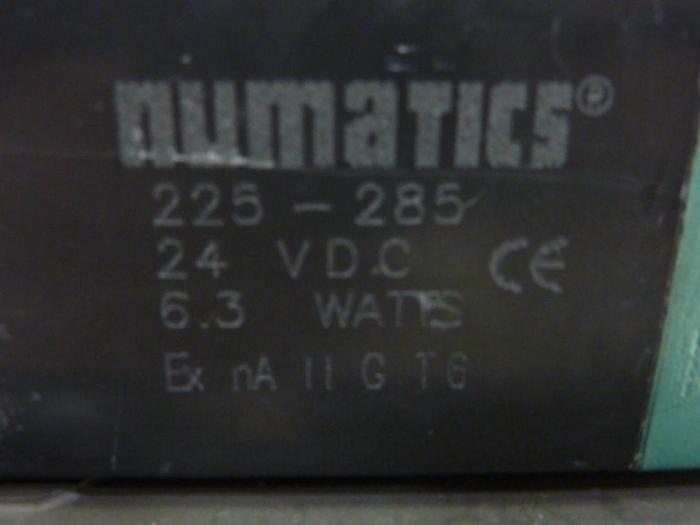 numatics®
225 - 285
24 VDC CE
6.3 WATTS
Ex nA II G T6